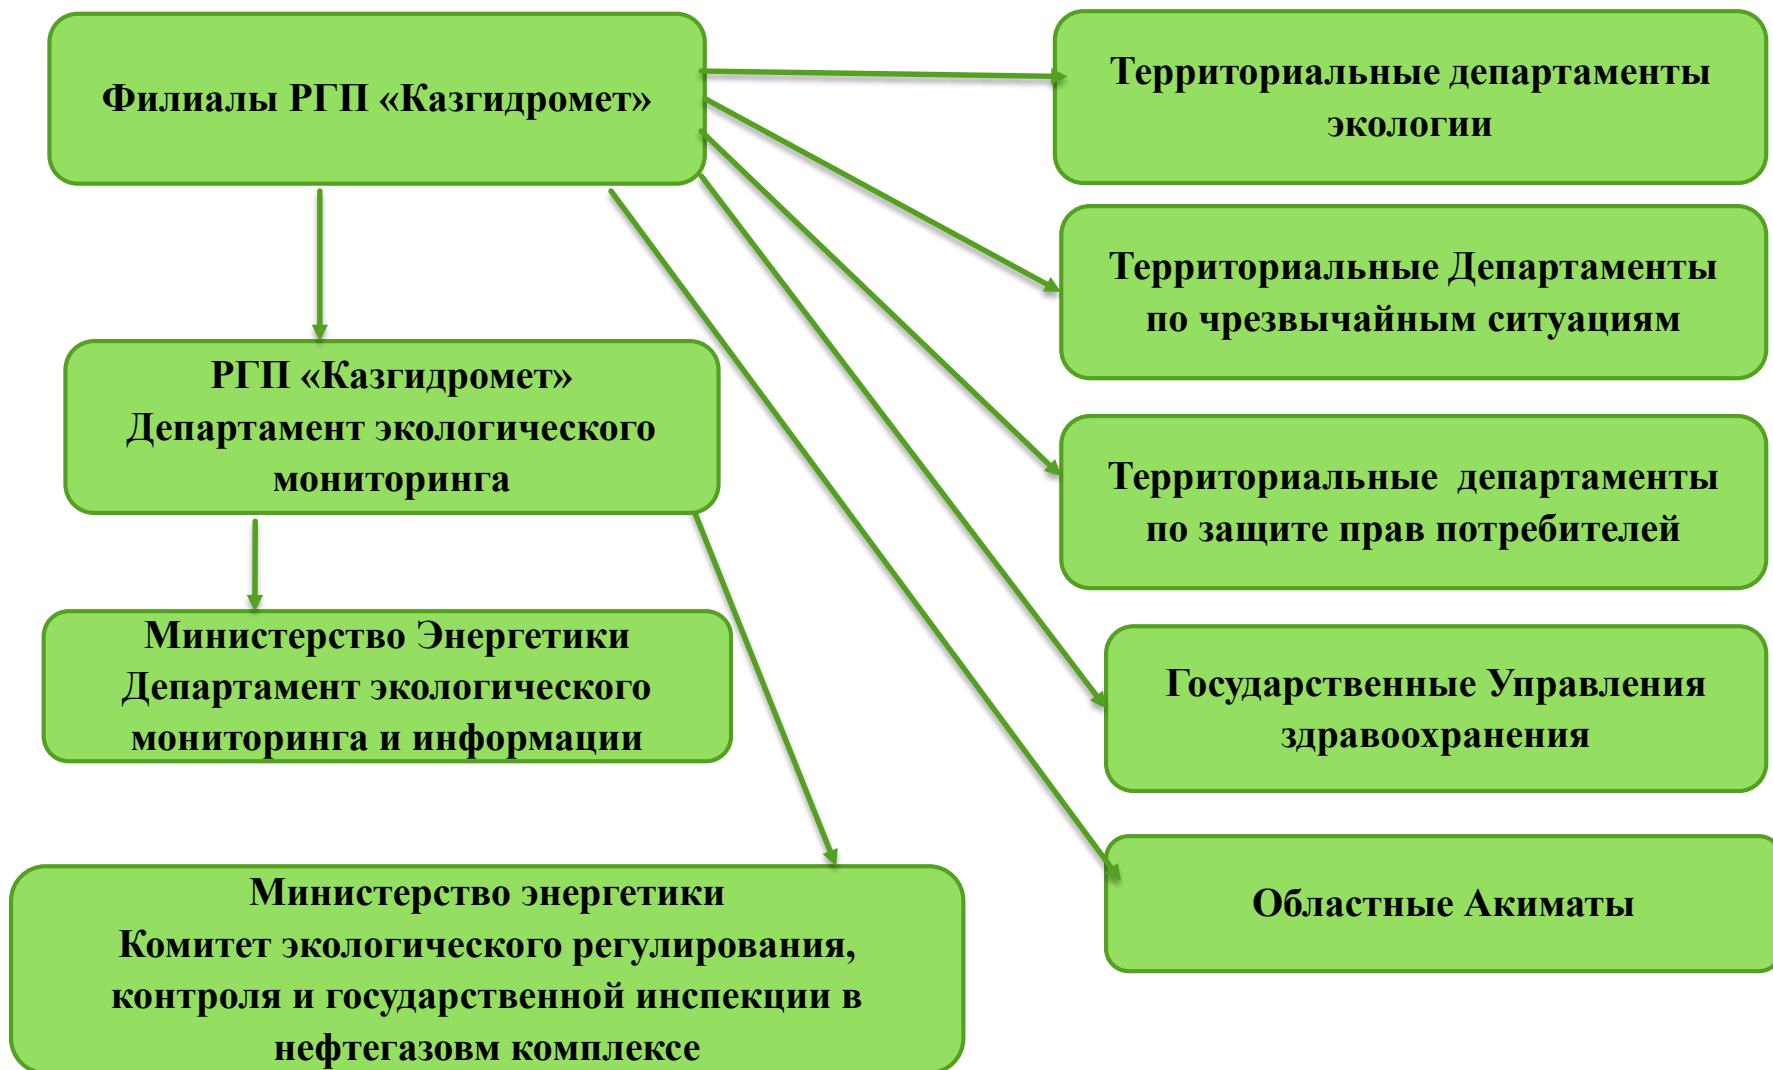 Филиалы РГП «Казгидромет»
Территориальные департаменты
экологии
Территориальные Департаменты
по чрезвычайным ситуациям
РГП «Казгидромет»
Департамент экологического
мониторинга
Территориальные департаменты
по защите прав потребителей
Министерство Энергетики
Департамент экологического
мониторинга и информации
Государственные Управления
здравоохранения
Министерство энергетики
Комитет экологического регулирования,
контроля и государственной инспекции в
нефтегазовм комплексе
Областные Акиматы